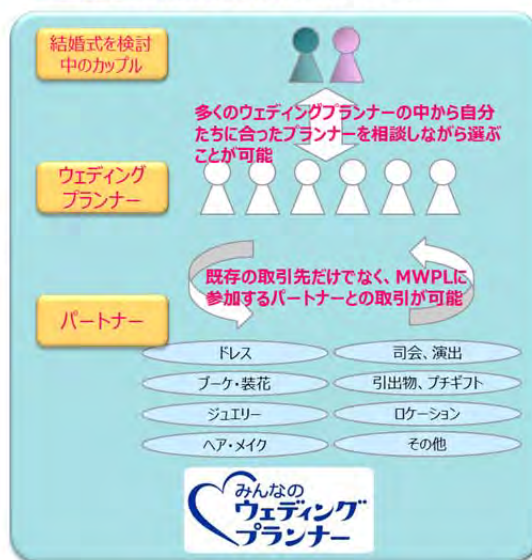 結婚式を検討
中のカップル
多くのウェディングプランナーの中から自分
たちに合ったプランナーを相談しながら選ぶ
ことが可能
ウェディング
プランナー
既存の取引先だけでなく、MWPLに
参加するパートナーとの取引が可能
パートナー
ドレス
司会、演出
ブーケ・装花
引出物、プチギフト
ジュエリー
ロケーション
ヘア・メイク
その他
みんなの
ウェディング
プランナー